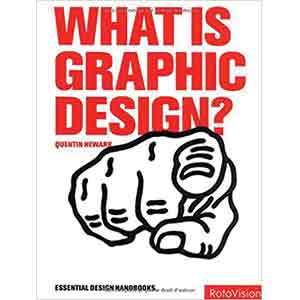 WHAT IS
GRAPHIC
DESIGN?
QUENTIN NEWARK
ESSENTIAL DESIGN HANDBOOKS
RotoVision